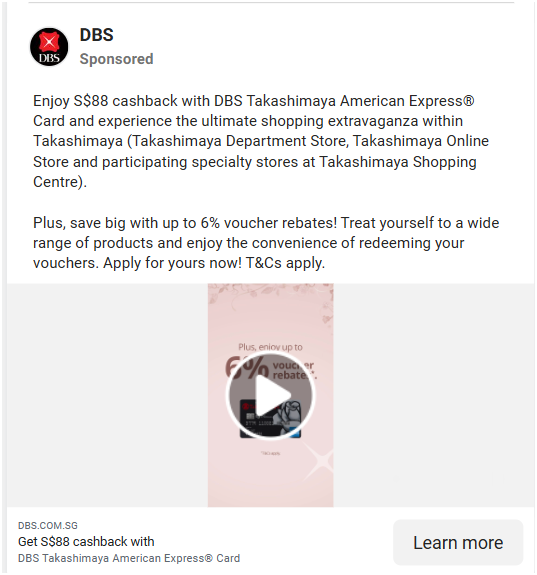 DBS
DBS
Sponsored
Enjoy S$88 cashback with DBS Takashimaya American Express®
Card and experience the ultimate shopping extravaganza within
Takashimaya (Takashimaya Department Store, Takashimaya Online
Store and participating specialty stores at Takashimaya Shopping
Centre).
Plus, save big with up to 6% voucher rebates! Treat yourself to a wide
range of products and enjoy the convenience of redeeming your
vouchers. Apply for yours now! T&Cs apply.
Plus, enjoy up to
6% voucher
rebates.
DBS.COM.SG
Get S$88 cashback with
DBS Takashimaya American Express® Card
Learn more